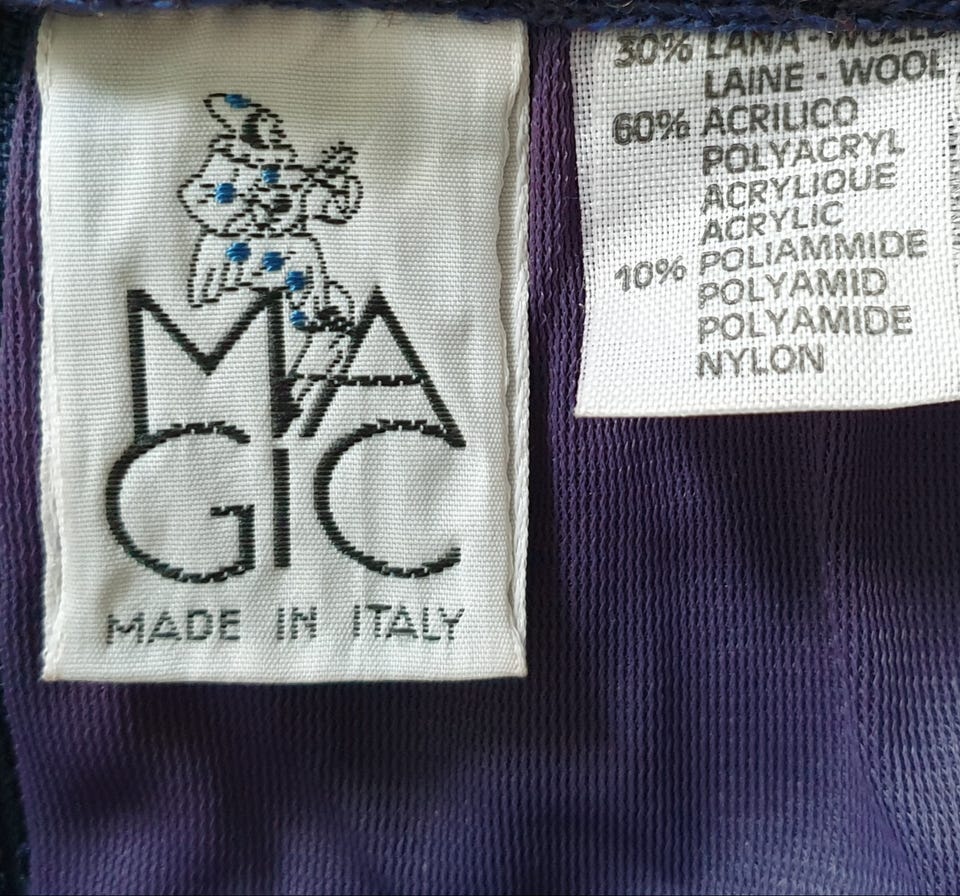 MA
GIC
MADE IN ITALY
30% LANA - WOLLE
LAINE - WOOL
60% ACRILICO
POLYACRYL
ACRYLIQUE
ACRYLIC
10% POLIAMMIDE
POLYAMID
POLYAMIDE
NYLON